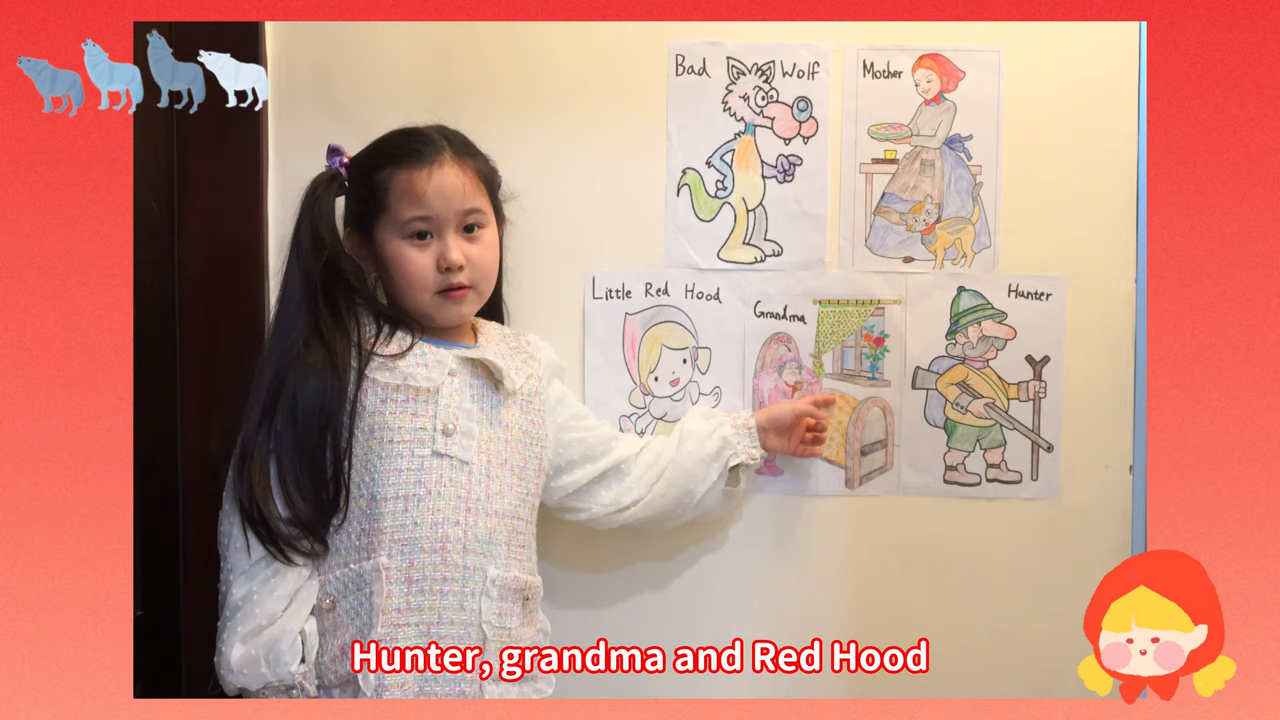 Bad Wolf
Mother
Little Red Hood
Grandma
Hunter
Hunter, grandma and Red Hood